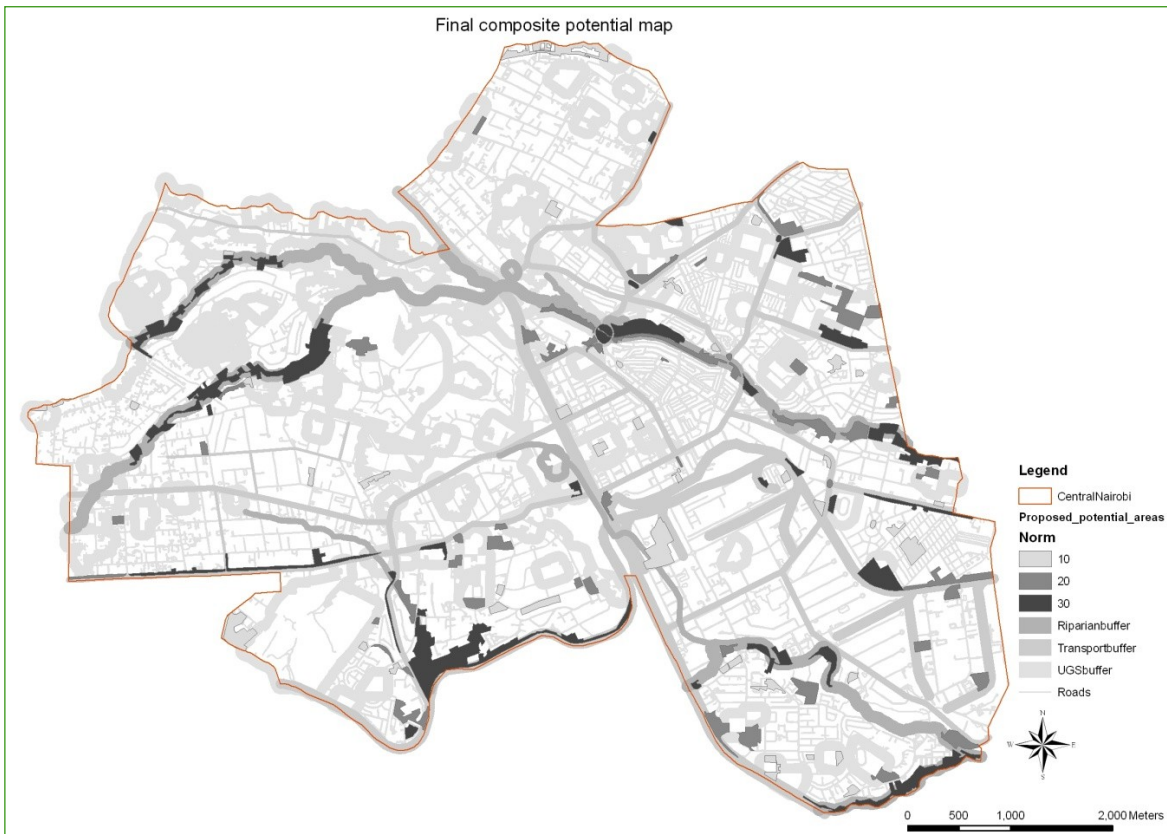 Final composite potential map
Legend
CentralNairobi
Proposed_potential_areas
Norm
10
20
30
Riparianbuffer
Transportbuffer
UGSbuffer
Roads
N
W E
S
0 500 1,000 2,000 Meters